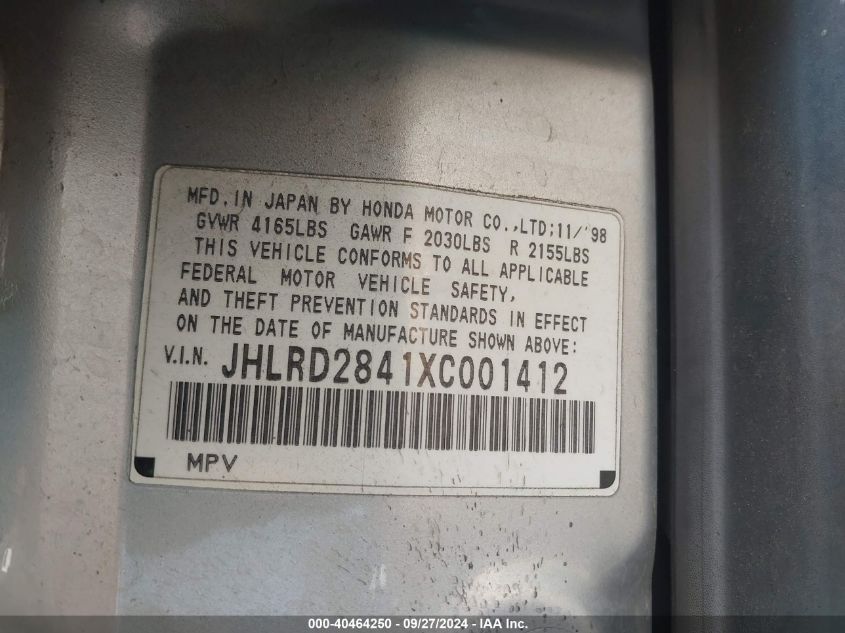 MFD. IN JAPAN BY HONDA MOTOR CO., LTD; 11/'98
GVWR 4165LBS GAWR F 2030LBS R 2155LBS
THIS VEHICLE CONFORMS TO ALL APPLICABLE
FEDERAL MOTOR VEHICLE SAFETY,
AND THEFT PREVENTION STANDARDS IN EFFECT
ON THE DATE OF MANUFACTURE SHOWN ABOVE:
V.I.N. JHLRD2841XC001412
MPV
000-40464250 - 09/27/2024 - IAA Inc.